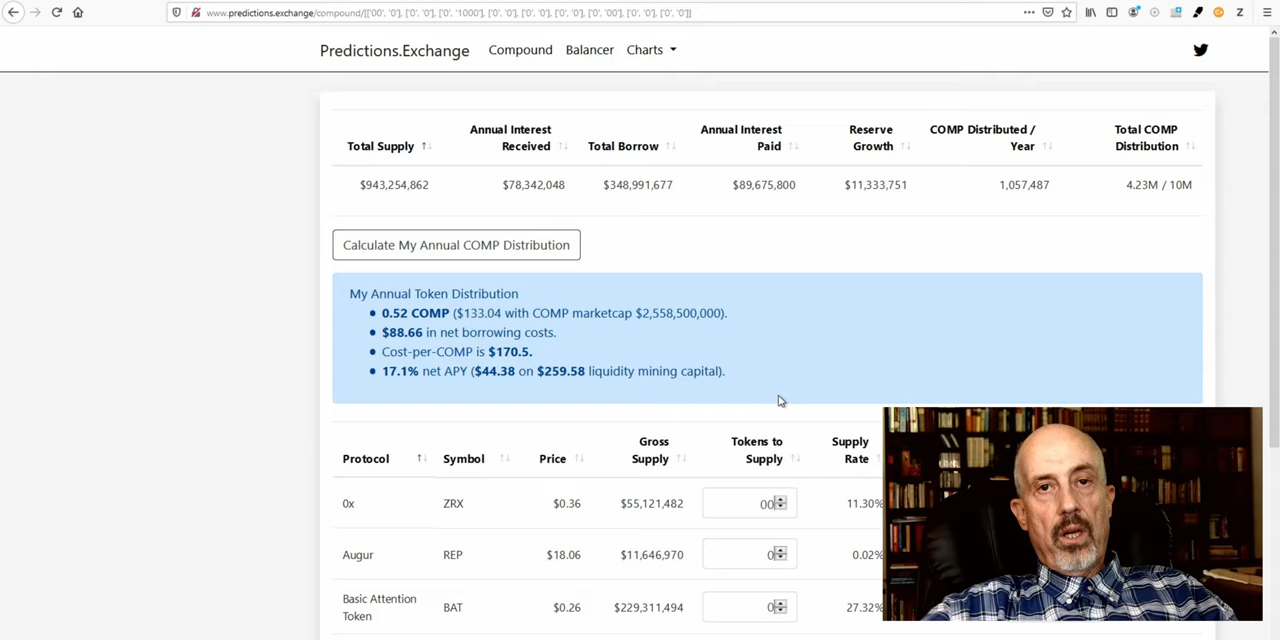 www.predictions.exchange/compound/[['00', '0'], ['0', '0'], ['0', '1000'], ['0', '0'], ['0', '0'], ['0', '0'], ['0', '00'], ['0', '0'], ['0', '0']]
Predictions.Exchange Compound Balancer Charts
Total Supply Annual Interest Received Total Borrow Annual Interest Paid Reserve Growth COMP Distributed / Year Total COMP Distribution
$943,254,862 $78,342,048 $348,991,677 $89,675,800 $11,333,751 1,057,487 4.23M / 10M
Calculate My Annual COMP Distribution
My Annual Token Distribution
0.52 COMP ($133.04 with COMP marketcap $2,558,500,000).
$88.66 in net borrowing costs.
Cost-per-COMP is $170.5.
17.1% net APY ($44.38 on $259.58 liquidity mining capital).
Protocol Symbol Price Gross Supply Tokens to Supply Supply Rate
0x ZRX $0.36 $55,121,482 00 11.30%
Augur REP $18.06 $11,646,970 0 0.02%
Basic Attention Token BAT $0.26 $229,311,494 0 27.32%